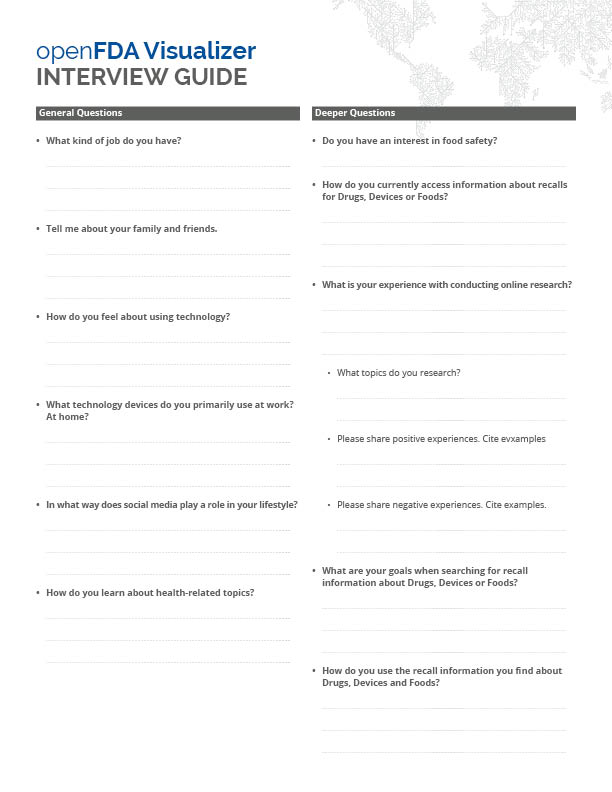 openFDA Visualizer
INTERVIEW GUIDE
General Questions
• What kind of job do you have?
• Tell me about your family and friends.
• How do you feel about using technology?
• What technology devices do you primarily use at work?
At home?
• In what way does social media play a role in your lifestyle?
• How do you learn about health-related topics?
Deeper Questions
• Do you have an interest in food safety?
• How do you currently access information about recalls
for Drugs, Devices or Foods?
• What is your experience with conducting online research?
• What topics do you research?
• Please share positive experiences. Cite evxamples
• Please share negative experiences. Cite examples.
• What are your goals when searching for recall
information about Drugs, Devices or Foods?
• How do you use the recall information you find about
Drugs, Devices and Foods?